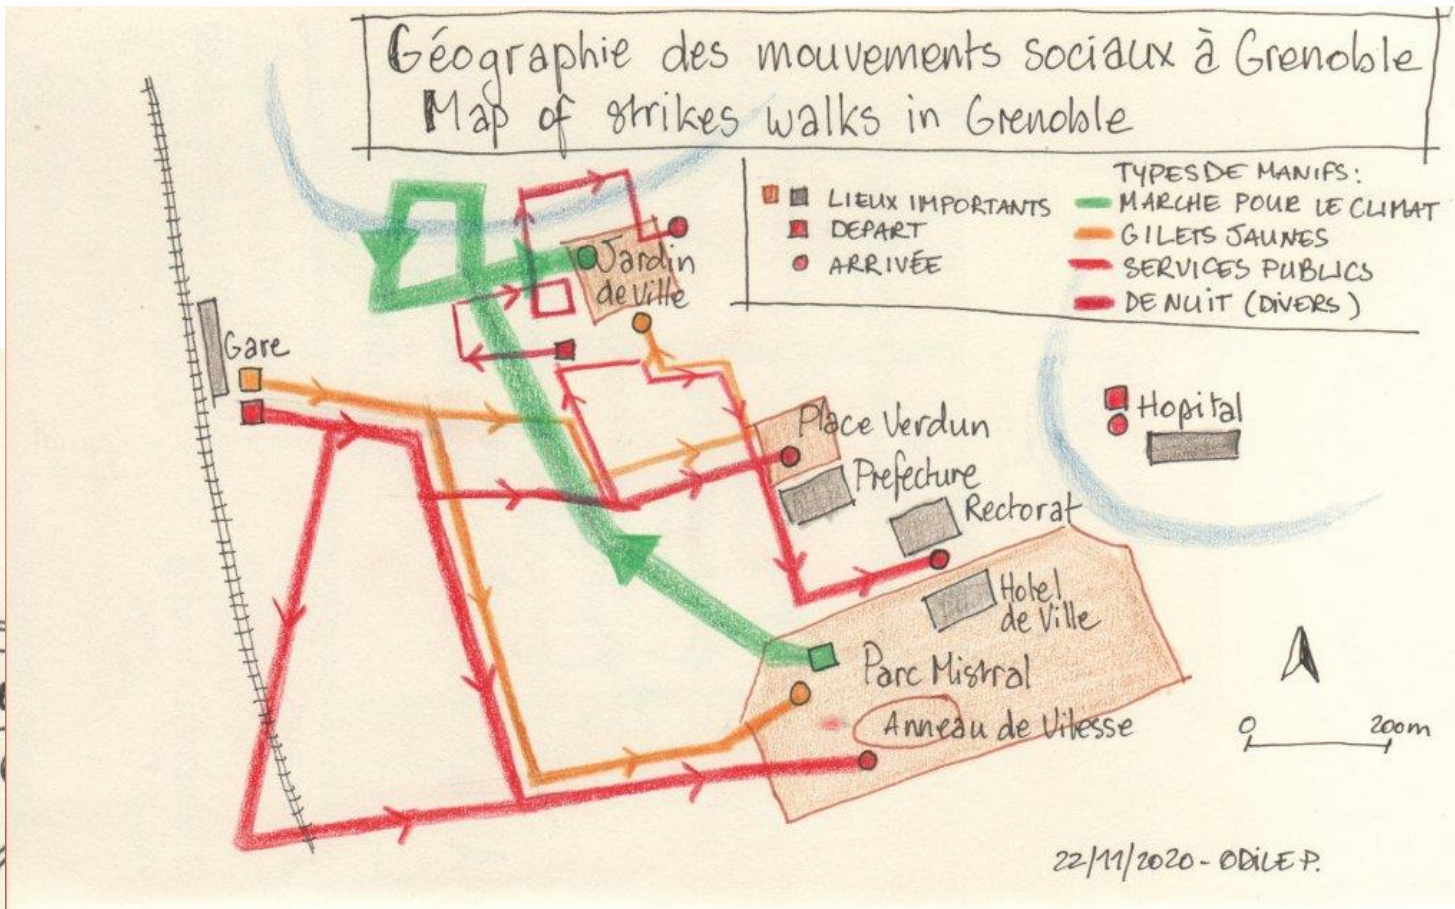 Géographie des mouvements sociaux à Grenoble
Map of strikes walks in Grenoble
TYPES DE MANIFS:
LIEUX IMPORTANTS
DEPART
ARRIVÉE
MARCHE POUR LE CLIMAT
GILETS JAUNES
SERVICES PUBLICS
DE NUIT (DIVERS)
Jardin
de Ville
Gare
Place Verdun
Prefecture
Rectorat
Hopital
Hotel
de Ville
Parc Mistral
Anneau de Vitesse
0 200m
22/11/2020 - ODILE P.